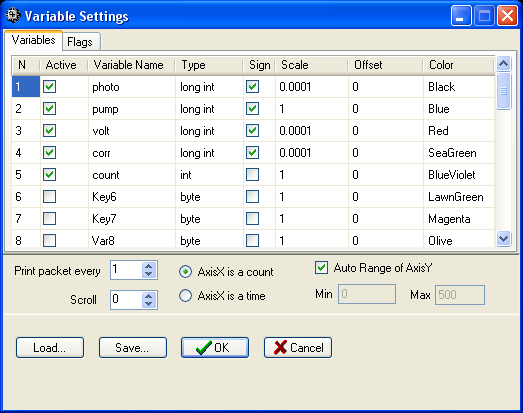 Variable Settings
Variables Flags
N Active Variable Name Type Sign Scale Offset Color
1 photo long int 0.0001 0 Black
2 pump long int 1 0 Blue
3 volt long int 0.0001 0 Red
4 corr long int 0.0001 0 SeaGreen
5 count int 1 0 BlueViolet
6 Key6 byte 1 0 LawnGreen
7 Key7 byte 1 0 Magenta
8 Var8 byte 1 0 Olive
Print packet every 1 AxisX is a count Auto Range of AxisY
Scroll 0 AxisX is a time Min 0 Max 500
Load... Save... OK Cancel